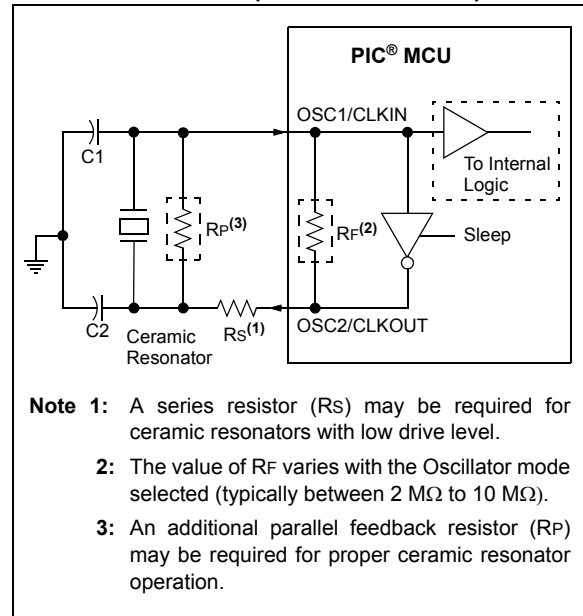 PIC® MCU
OSC1/CLKIN
C1
To Internal
Logic
RP(3)
RF(2)
Sleep
C2
Ceramic
Resonator
RS(1)
OSC2/CLKOUT
Note 1: A series resistor (RS) may be required for
ceramic resonators with low drive level.
2: The value of RF varies with the Oscillator mode
selected (typically between 2 MΩ to 10 MΩ).
3: An additional parallel feedback resistor (RP)
may be required for proper ceramic resonator
operation.